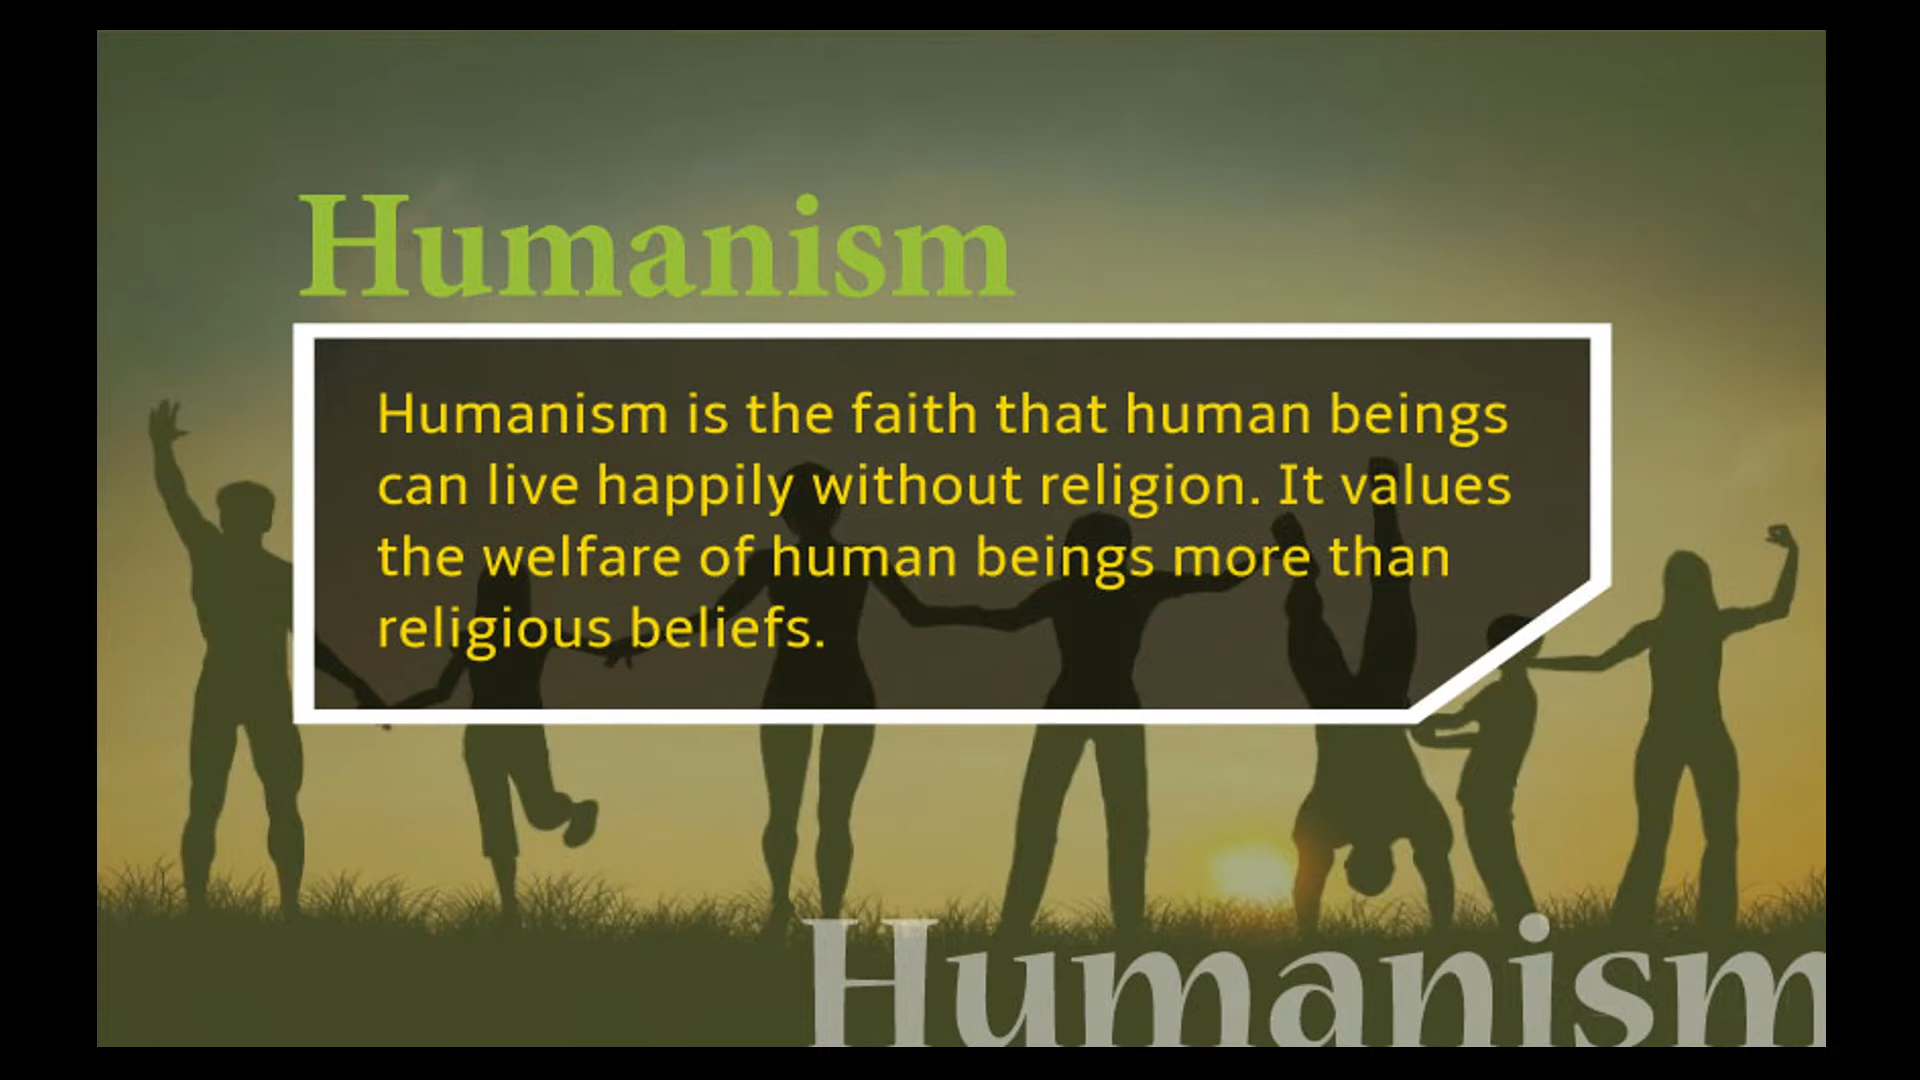 Humanism
Humanism is the faith that human beings
can live happily without religion. It values
the welfare of human beings more than
religious beliefs.
Humanism